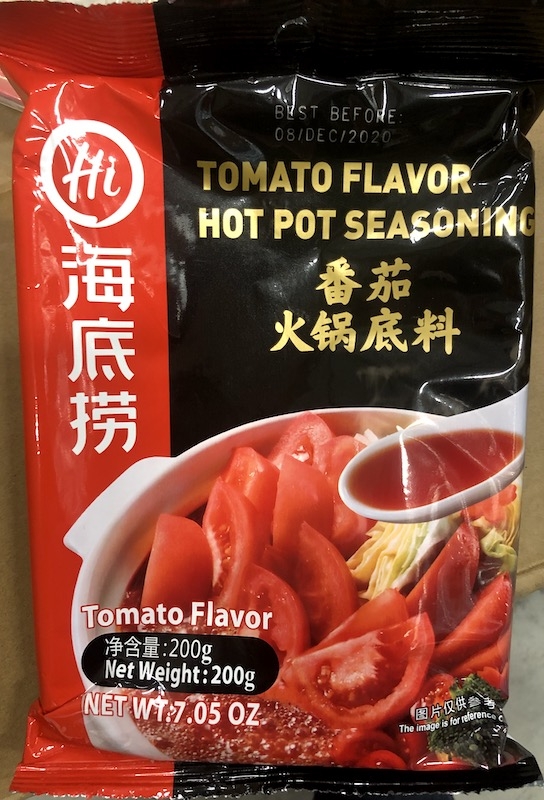 BEST BEFORE:
08/DEC/2020
Hi
海底捞
TOMATO FLAVOR
HOT POT SEASONING
番茄
火锅底料
Tomato Flavor
净含量:200g
Net Weight:200g
NET WT:7.05 OZ
图片仅供参考
The image is for reference